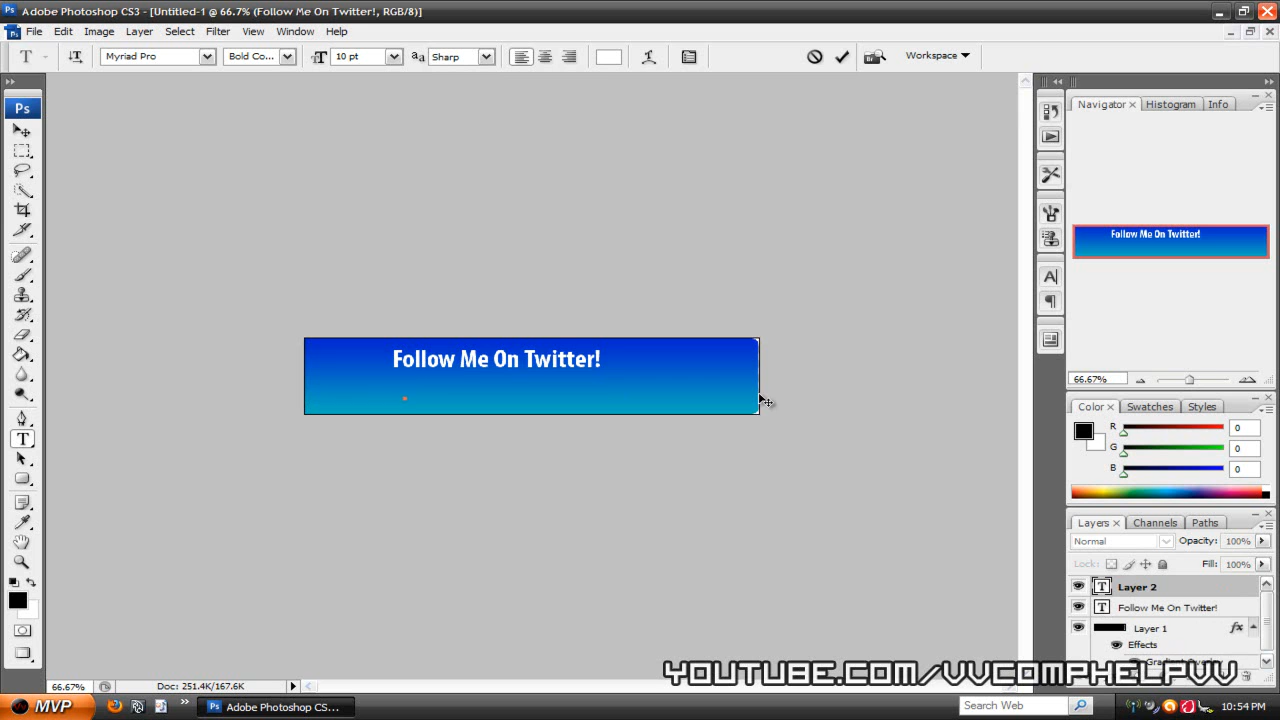 Adobe Photoshop CS3 - [Untitled-1 @ 66.7% (Follow Me On Twitter!, RGB/8)]
File Edit Image Layer Select Filter View Window Help
Myriad Pro Bold Co... 10 pt Sharp Workspace
Ps
Navigator Histogram Info
Follow Me On Twitter!
Follow Me On Twitter!
66.67%
Color Swatches Styles
R 0
G 0
B 0
Layers Channels Paths
Normal Opacity: 100%
Lock: Fill: 100%
Layer 2
Follow Me On Twitter!
Layer 1 fx
Effects
Gradient Overlay
YOUTUBE.COM/VVCOMPHELPVV
66.67% Doc: 251.4K/167.6K
MVP Adobe Photoshop CS... Search Web 10:54 PM